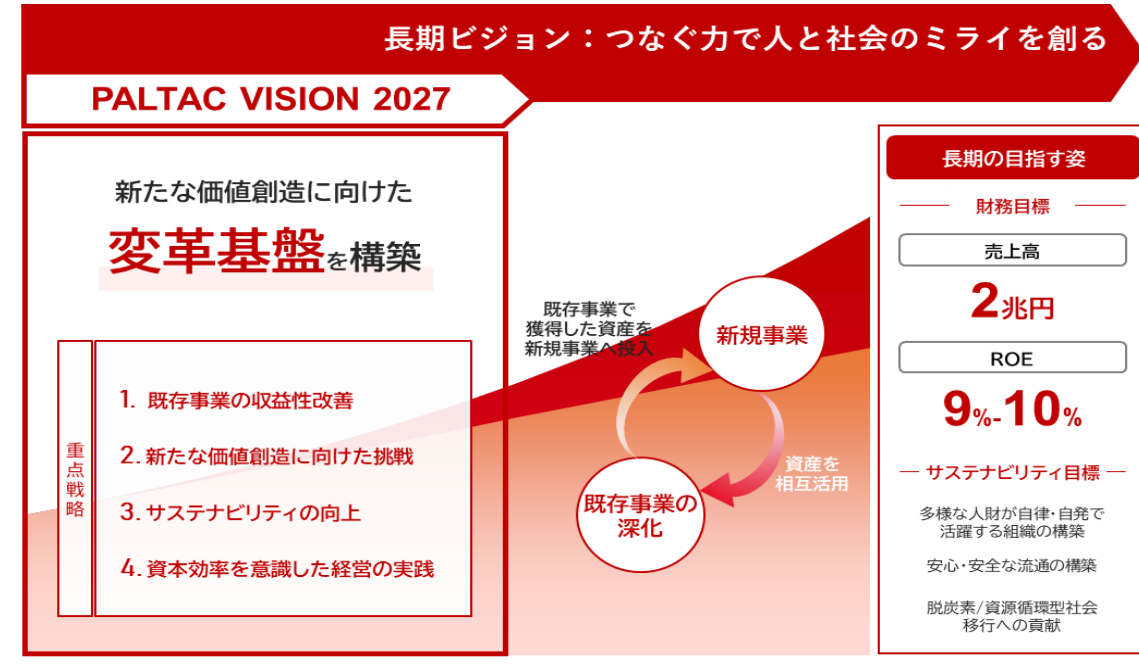 長期ビジョン：つなぐ力で人と社会のミライを創る
PALTAC VISION 2027
新たな価値創造に向けた
変革基盤を構築
重点戦略
1. 既存事業の収益性改善
2. 新たな価値創造に向けた挑戦
3. サステナビリティの向上
4. 資本効率を意識した経営の実践
既存事業で
獲得した資産を
新規事業へ投入
新規事業
資産を
相互活用
既存事業の
深化
長期の目指す姿
財務目標
売上高
2兆円
ROE
9%-10%
サステナビリティ目標
多様な人財が自律・自発で
活躍する組織の構築
安心・安全な流通の構築
脱炭素/資源循環型社会
移行への貢献